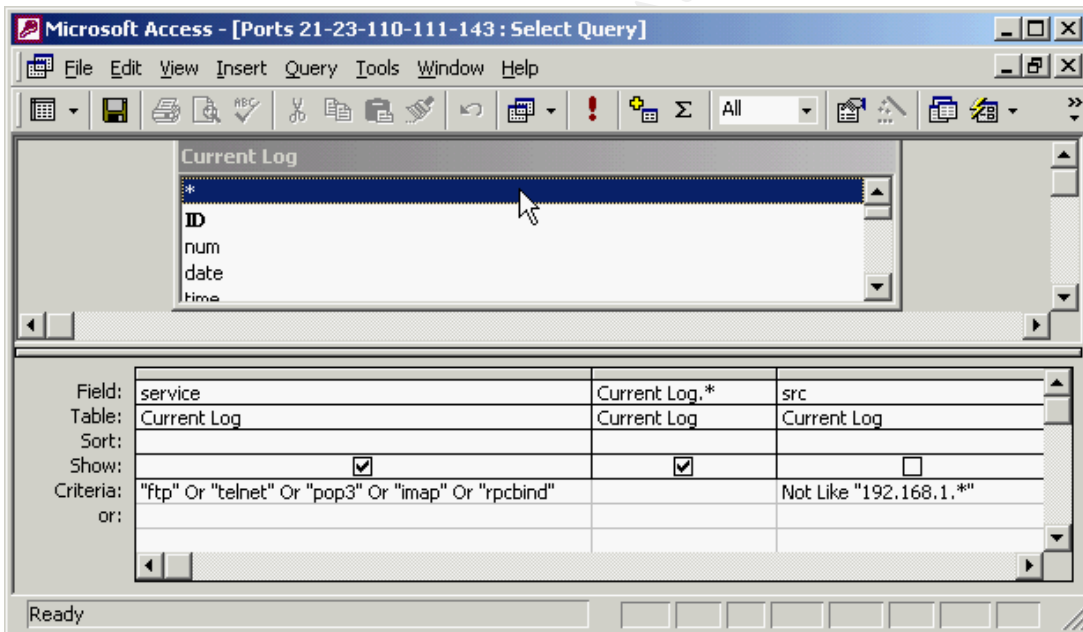 Microsoft Access - [Ports 21-23-110-111-143 : Select Query]
File Edit View Insert Query Tools Window Help
ABC All
Current Log
*
ID
num
date
time
Field: service Current Log.* src
Table: Current Log Current Log Current Log
Sort:
Show:
Criteria: "ftp" Or "telnet" Or "pop3" Or "imap" Or "rpcbind" Not Like "192.168.1.*"
or:
Ready